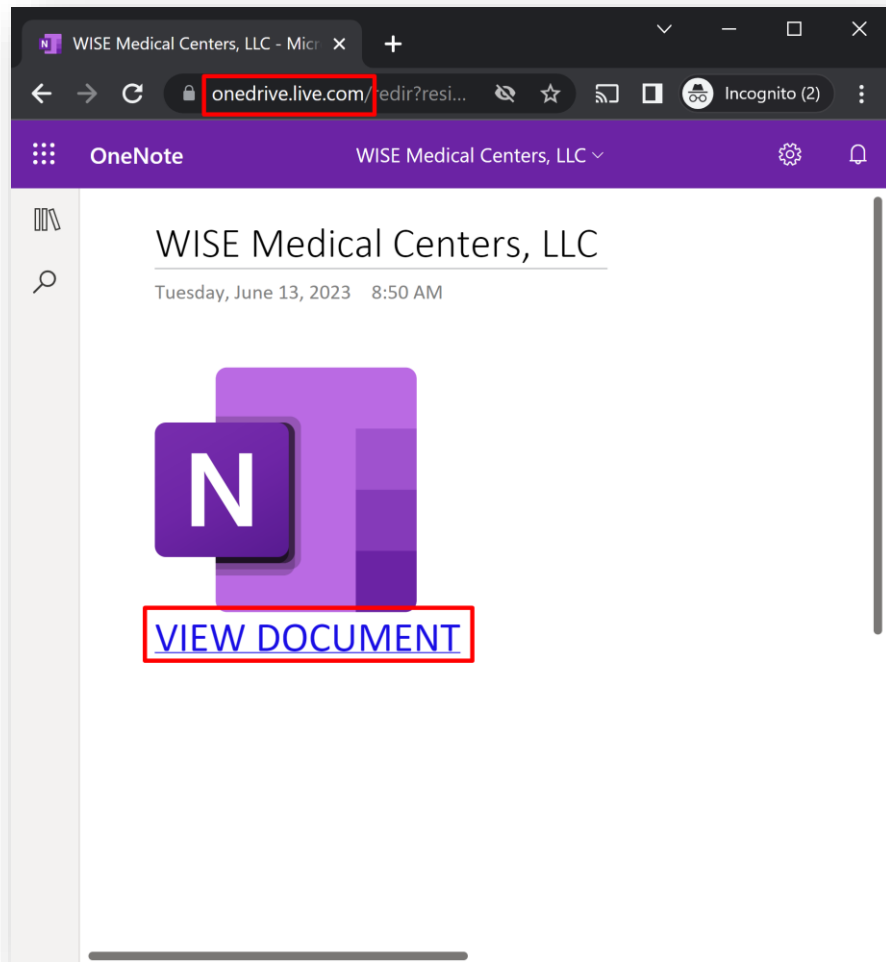 WISE Medical Centers, LLC - Micr
onedrive.live.com/redir?resi...
Incognito (2)
OneNote
WISE Medical Centers, LLC
WISE Medical Centers, LLC
Tuesday, June 13, 2023 8:50 AM
N
VIEW DOCUMENT